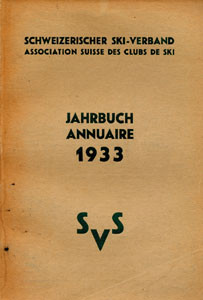 SCHWEIZERISCHER SKI-VERBAND
ASSOCIATION SUISSE DES CLUBS DE SKI
JAHRBUCH
ANNUAIRE
1933
SVS